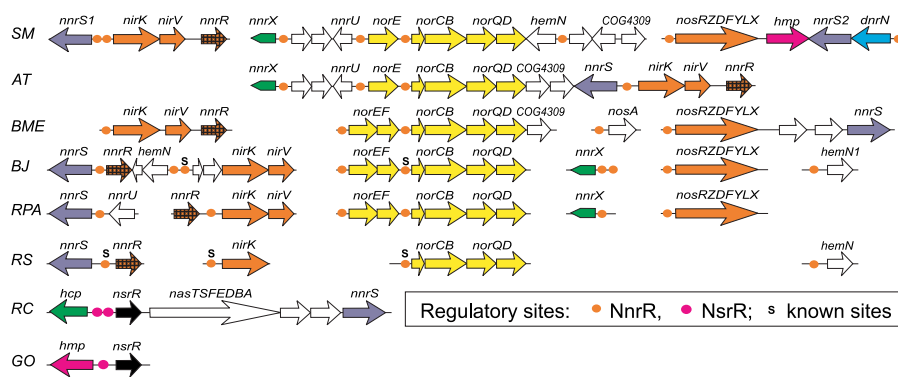 nnrS1 nirK nirV nnrR nnrX nnrU norE norCB norQD hemN COG4309 nosRZDFYLX hmp nnrS2 dnrN
SM
nnrX nnrU norE norCB norQD COG4309 nnrS nirK nirV nnrR
AT
nirK nirV nnrR norEF norCB norQD COG4309 nosA nosRZDFYLX nnrS
BME
nnrS nnrR hemN S nirK nirV norEF S norCB norQD nnrX nosRZDFYLX hemN1
BJ
nnrS nnrU nnrR nirK nirV norEF norCB norQD nnrX nosRZDFYLX
RPA
nnrS S nnrR S nirK S norCB norQD hemN
RS
hcp nsrR nasTSFEDBA nnrS
RC
Regulatory sites: NnrR, NsrR; S known sites
hmp nsrR
GO